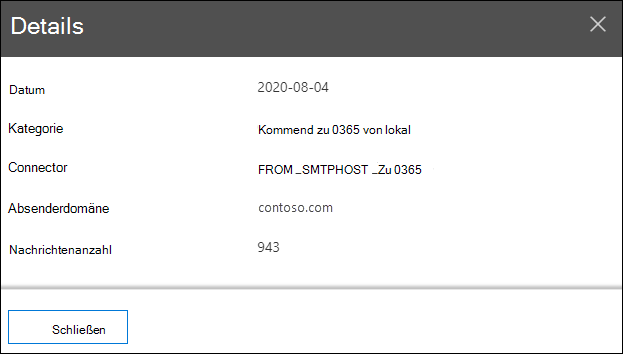 Details
Datum 2020-08-04
Kategorie Kommend zu 0365 von lokal
Connector FROM _SMTPHOST _Zu 0365
Absenderdomäne contoso.com
Nachrichtenanzahl 943
Schließen